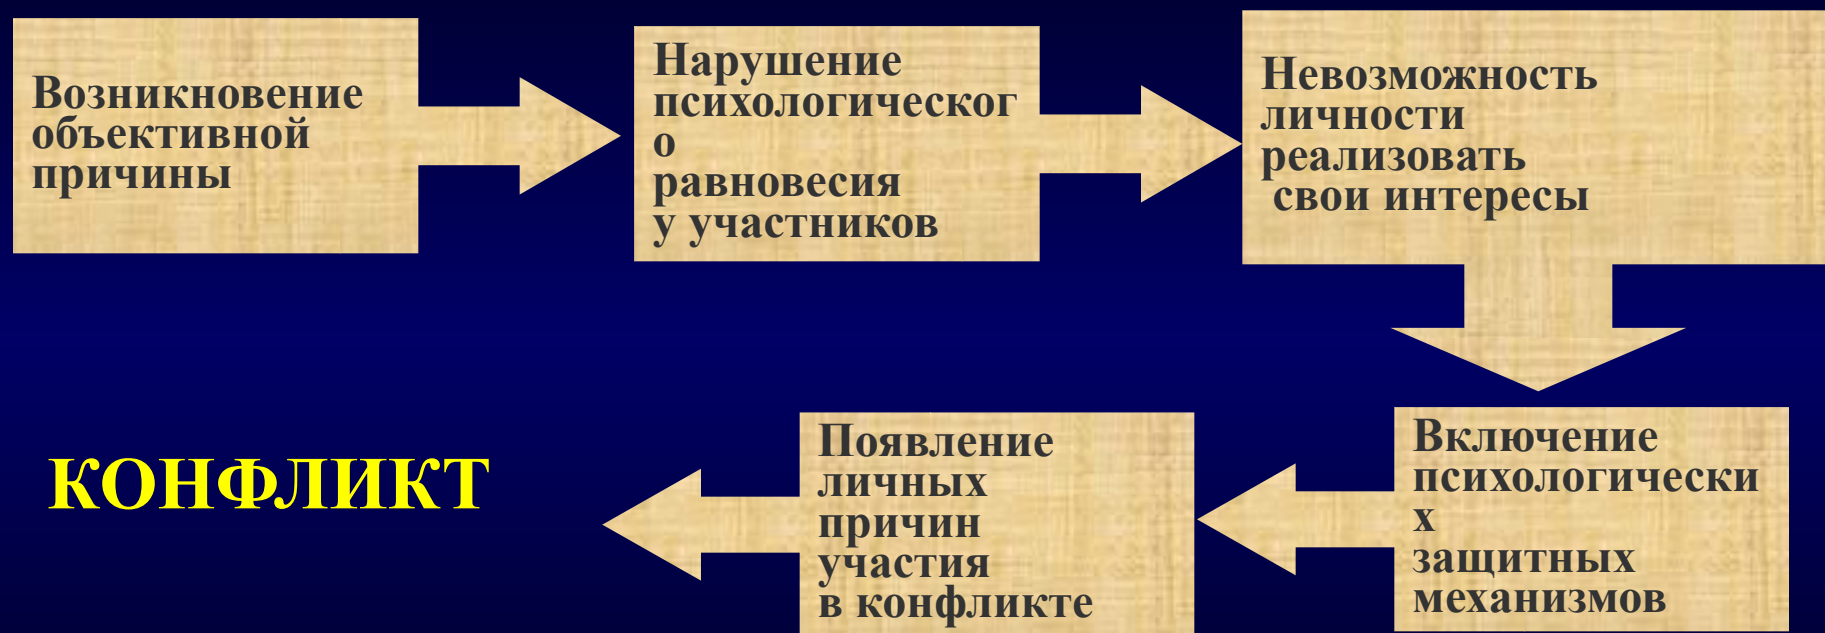 Возникновение
объективной
причины
Нарушение
психологическог
о
равновесия
у участников
Невозможность
личности
реализовать
свои интересы
Включение
психологически
х
защитных
механизмов
Появление
личных
причин
участия
в конфликте
КОНФЛИКТ